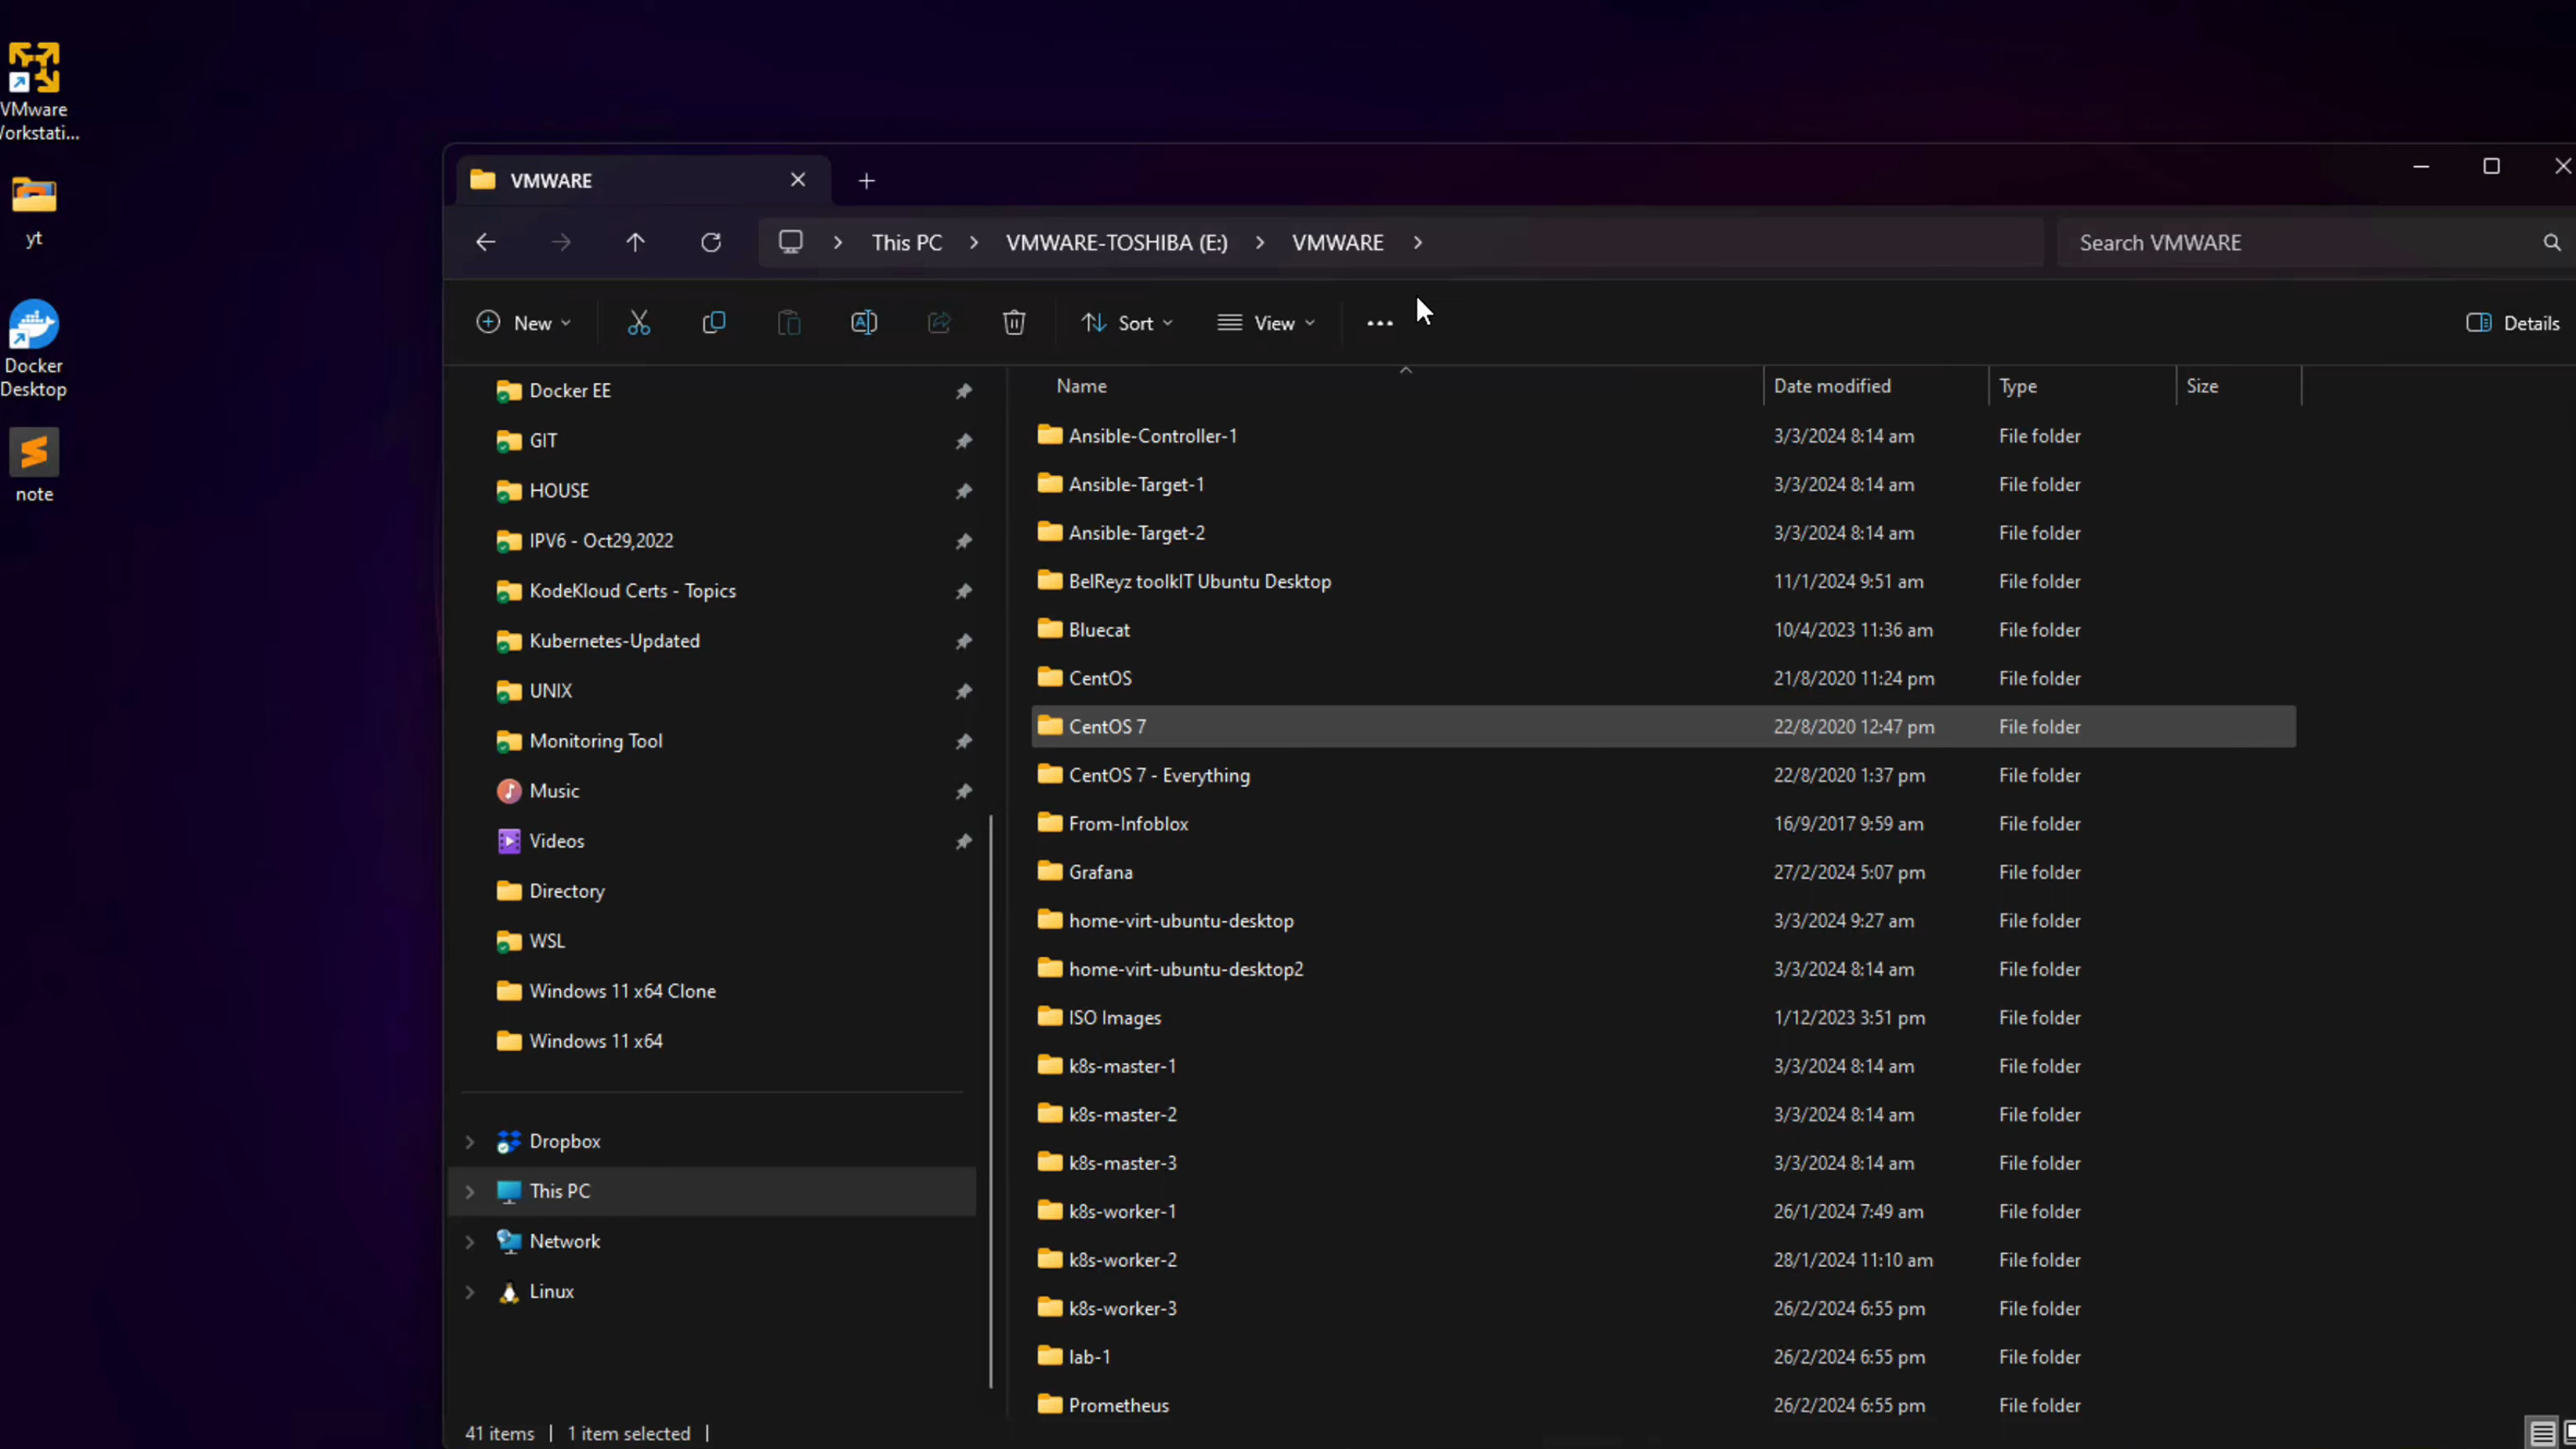 VMware
Workstati...
yt
Docker
Desktop
note
VMWARE
This PC
VMWARE-TOSHIBA (E:)
VMWARE
Search VMWARE
New
Sort
View
Details
Docker EE
GIT
HOUSE
IPV6 - Oct29,2022
KodeKloud Certs - Topics
Kubernetes-Updated
UNIX
Monitoring Tool
Music
Videos
Directory
WSL
Windows 11 x64 Clone
Windows 11 x64
Dropbox
This PC
Network
Linux
Name Date modified Type Size
Ansible-Controller-1 3/3/2024 8:14 am File folder
Ansible-Target-1 3/3/2024 8:14 am File folder
Ansible-Target-2 3/3/2024 8:14 am File folder
BelReyz toolkIT Ubuntu Desktop 11/1/2024 9:51 am File folder
Bluecat 10/4/2023 11:36 am File folder
CentOS 21/8/2020 11:24 pm File folder
CentOS 7 22/8/2020 12:47 pm File folder
CentOS 7 - Everything 22/8/2020 1:37 pm File folder
From-Infoblox 16/9/2017 9:59 am File folder
Grafana 27/2/2024 5:07 pm File folder
home-virt-ubuntu-desktop 3/3/2024 9:27 am File folder
home-virt-ubuntu-desktop2 3/3/2024 8:14 am File folder
ISO Images 1/12/2023 3:51 pm File folder
k8s-master-1 3/3/2024 8:14 am File folder
k8s-master-2 3/3/2024 8:14 am File folder
k8s-master-3 3/3/2024 8:14 am File folder
k8s-worker-1 26/1/2024 7:49 am File folder
k8s-worker-2 28/1/2024 11:10 am File folder
k8s-worker-3 26/2/2024 6:55 pm File folder
lab-1 26/2/2024 6:55 pm File folder
Prometheus 26/2/2024 6:55 pm File folder
41 items | 1 item selected |